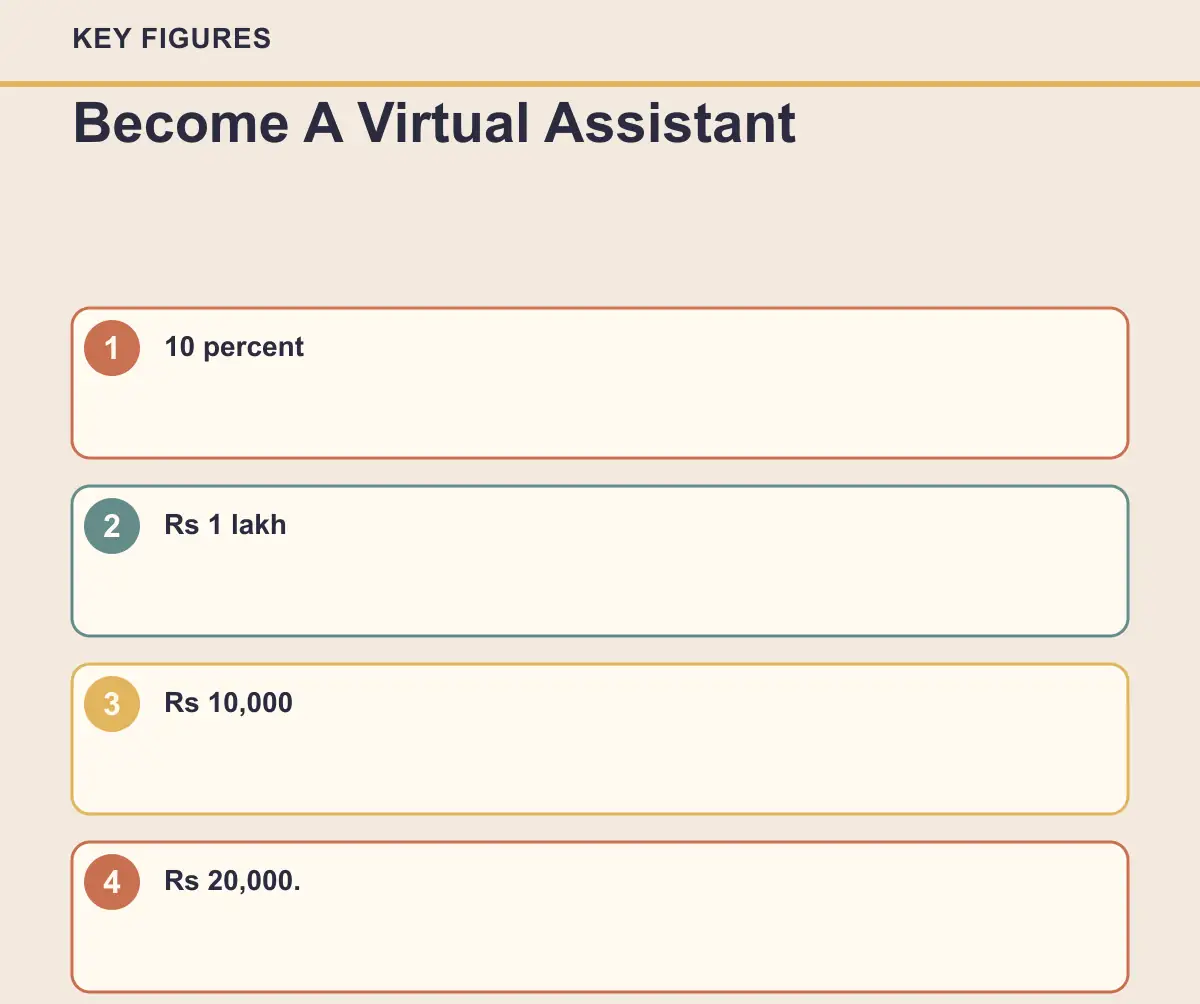 KEY FIGURES
Become A Virtual Assistant
1 10 percent
2 Rs 1 lakh
3 Rs 10,000
4 Rs 20,000.